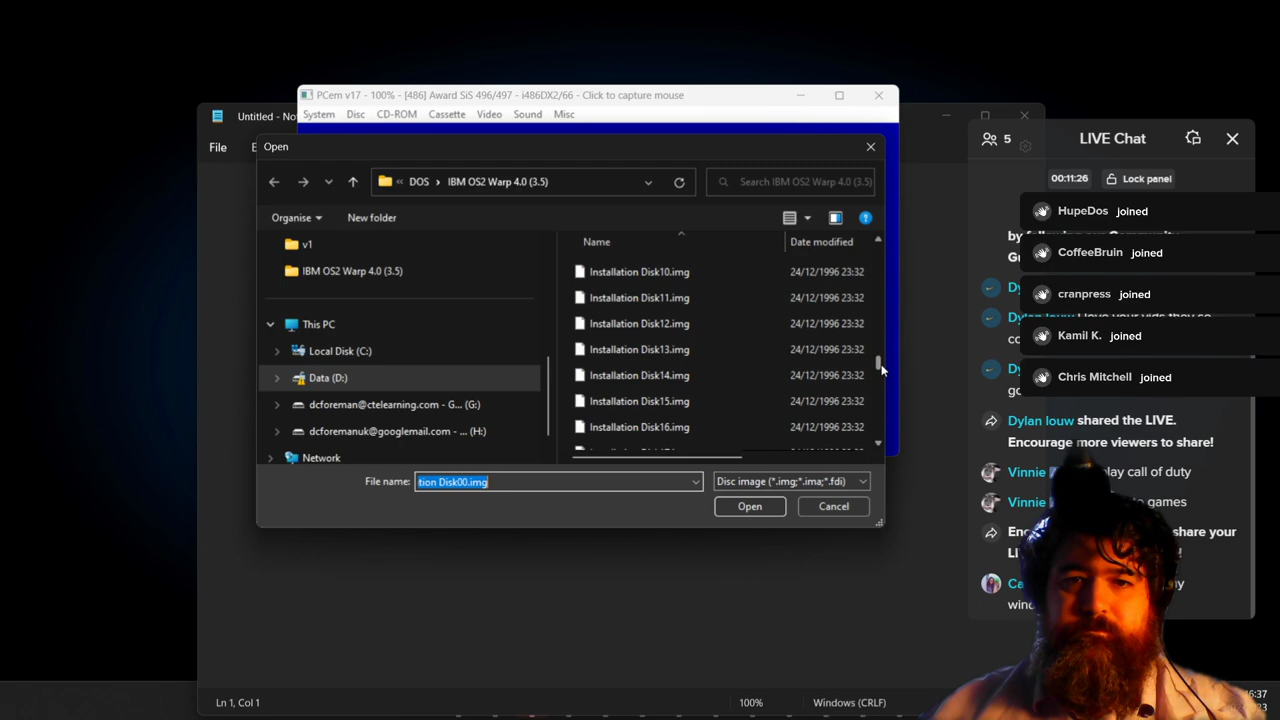 PCem v17 - 100% - [486] Award SiS 496/497 - i486DX2/66 - Click to capture mouse
System Disc CD-ROM Cassette Video Sound Misc
Untitled - No
File
Open
« DOS › IBM OS2 Warp 4.0 (3.5)
Search IBM OS2 Warp 4.0 (3.5)
Organise
New folder
v1
IBM OS2 Warp 4.0 (3.5)
This PC
Local Disk (C:)
Data (D:)
dcforeman@ctelearning.com - G... (G:)
dcforemanuk@googlemail.com - ... (H:)
Network
Name Date modified
Installation Disk10.img 24/12/1996 23:32
Installation Disk11.img 24/12/1996 23:32
Installation Disk12.img 24/12/1996 23:32
Installation Disk13.img 24/12/1996 23:32
Installation Disk14.img 24/12/1996 23:32
Installation Disk15.img 24/12/1996 23:32
Installation Disk16.img 24/12/1996 23:32
File name: tion Disk00.img
Disc image (*.img;*.ima;*.fdi)
Open
Cancel
Ln 1, Col 1
100%
Windows (CRLF)
5
LIVE Chat
00:11:26
Lock panel
HupeDos joined
CoffeeBruin joined
cranpress joined
Kamil K. joined
Chris Mitchell joined
Dylan louw shared the LIVE.
Encourage more viewers to share!
Vinnie lay call of duty
Vinnie games
share your